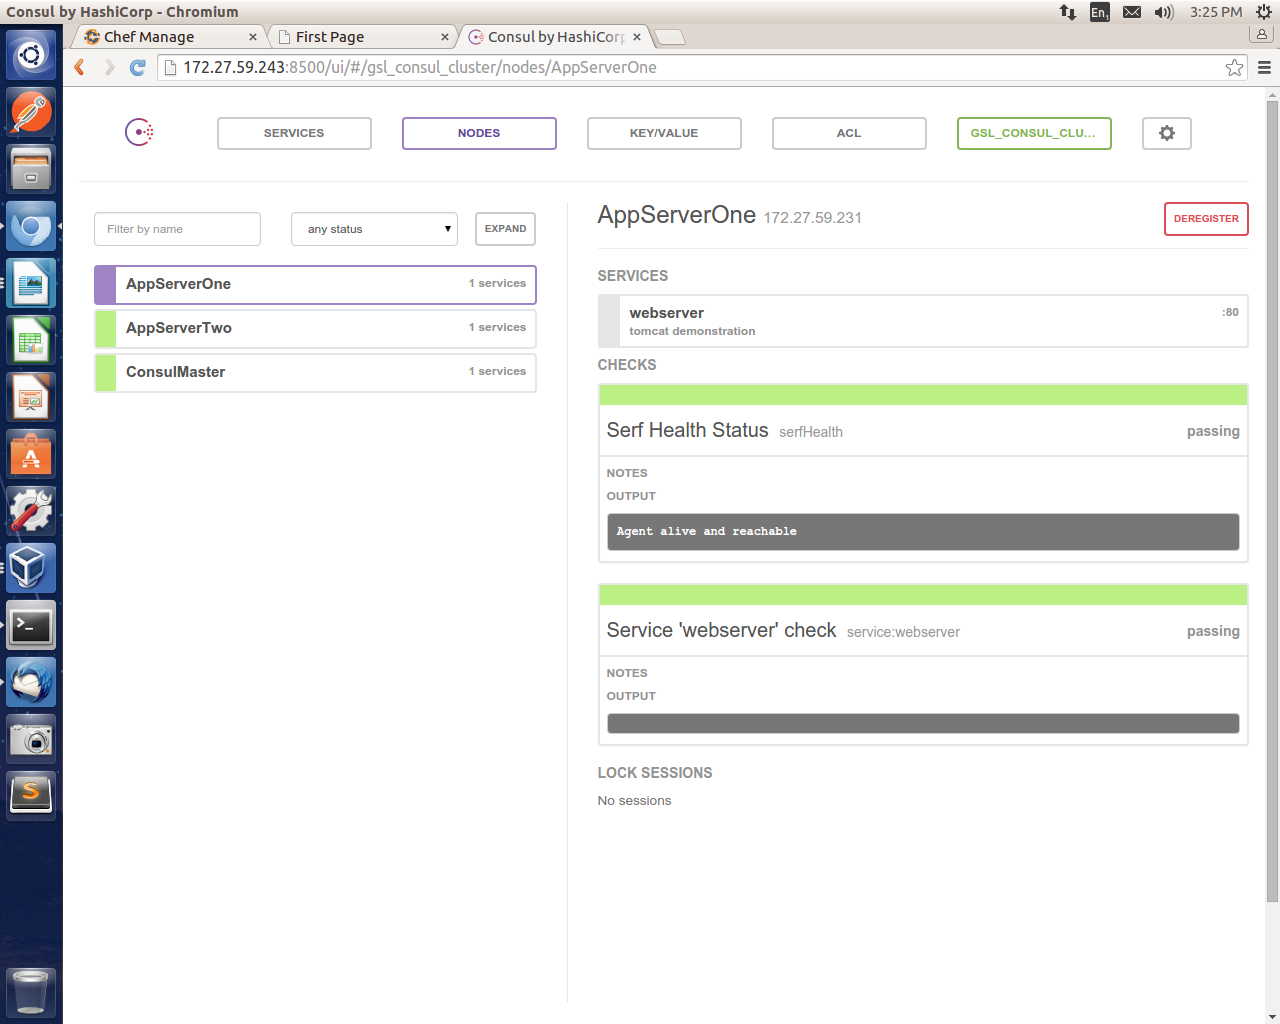 Consul by HashiCorp - Chromium
En1
3:25 PM
Chef Manage
First Page
Consul by HashiCorp
172.27.59.243:8500/ui/#/gsl_consul_cluster/nodes/AppServerOne
SERVICES
NODES
KEY/VALUE
ACL
GSL_CONSUL_CLU...
Filter by name
any status
EXPAND
AppServerOne 1 services
AppServerTwo 1 services
ConsulMaster 1 services
AppServerOne 172.27.59.231
DEREGISTER
SERVICES
webserver :80
tomcat demonstration
CHECKS
Serf Health Status serfHealth passing
NOTES
OUTPUT
Agent alive and reachable
Service 'webserver' check service:webserver passing
NOTES
OUTPUT
LOCK SESSIONS
No sessions